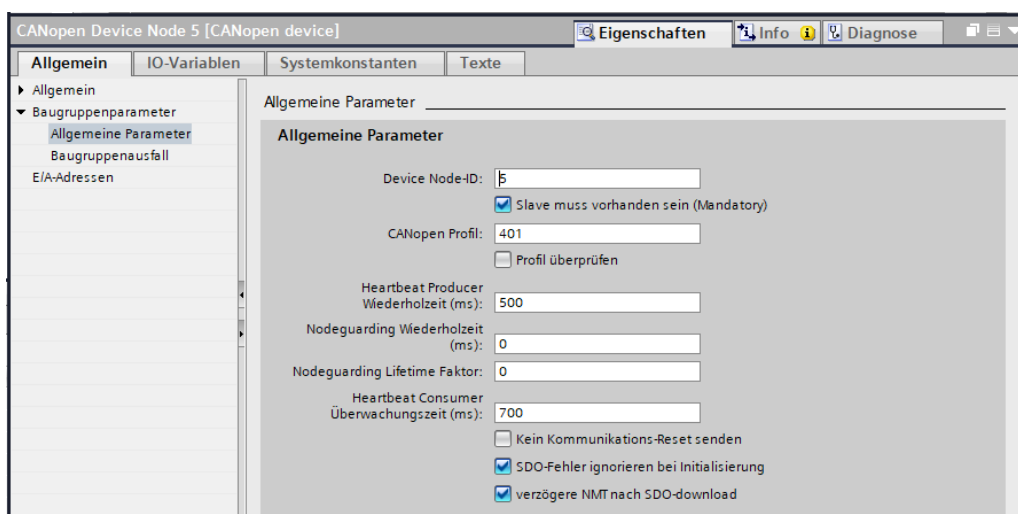 CANopen Device Node 5 [CANopen device]
Eigenschaften
Info
Diagnose
Allgemein
IO-Variablen
Systemkonstanten
Texte
Allgemein
Baugruppenparameter
Allgemeine Parameter
Baugruppenausfall
E/A-Adressen
Allgemeine Parameter
Allgemeine Parameter
Device Node-ID: 5
Slave muss vorhanden sein (Mandatory)
CANopen Profil: 401
Profil überprüfen
Heartbeat Producer
Wiederholzeit (ms): 500
Nodeguarding Wiederholzeit
(ms): 0
Nodeguarding Lifetime Faktor: 0
Heartbeat Consumer
Überwachungszeit (ms): 700
Kein Kommunikations-Reset senden
SDO-Fehler ignorieren bei Initialisierung
verzögere NMT nach SDO-download